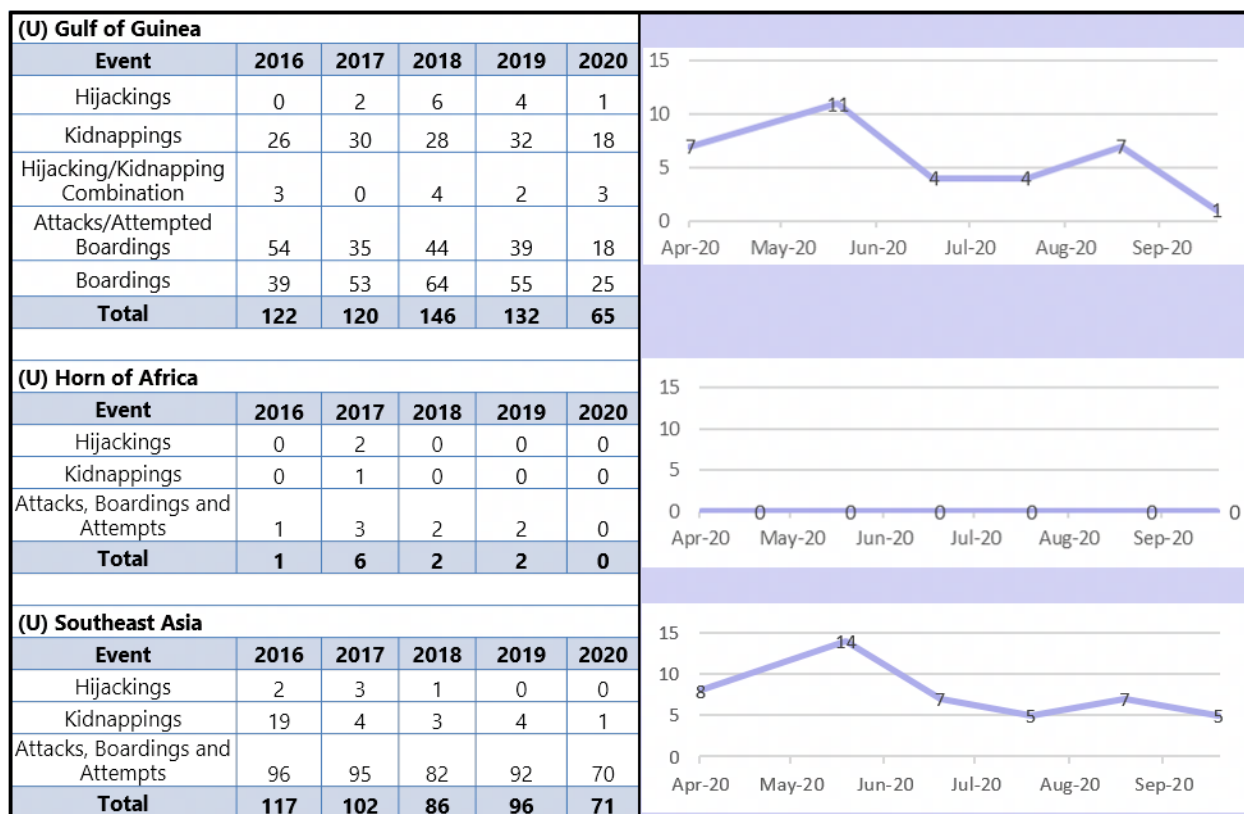 (U) Gulf of Guinea
Event 2016 2017 2018 2019 2020
Hijackings 0 2 6 4 1
Kidnappings 26 30 28 32 18
Hijacking/Kidnapping
Combination 3 0 4 2 3
Attacks/Attempted
Boardings 54 35 44 39 18
Boardings 39 53 64 55 25
Total 122 120 146 132 65
15
10
5
0
7 11 4 4 7 1
Apr-20 May-20 Jun-20 Jul-20 Aug-20 Sep-20
(U) Horn of Africa
Event 2016 2017 2018 2019 2020
Hijackings 0 2 0 0 0
Kidnappings 0 1 0 0 0
Attacks, Boardings and
Attempts 1 3 2 2 0
Total 1 6 2 2 0
15
10
5
0
0 0 0 0 0 0
Apr-20 May-20 Jun-20 Jul-20 Aug-20 Sep-20
(U) Southeast Asia
Event 2016 2017 2018 2019 2020
Hijackings 2 3 1 0 0
Kidnappings 19 4 3 4 1
Attacks, Boardings and
Attempts 96 95 82 92 70
Total 117 102 86 96 71
15
10
5
0
8 14 7 5 7 5
Apr-20 May-20 Jun-20 Jul-20 Aug-20 Sep-20